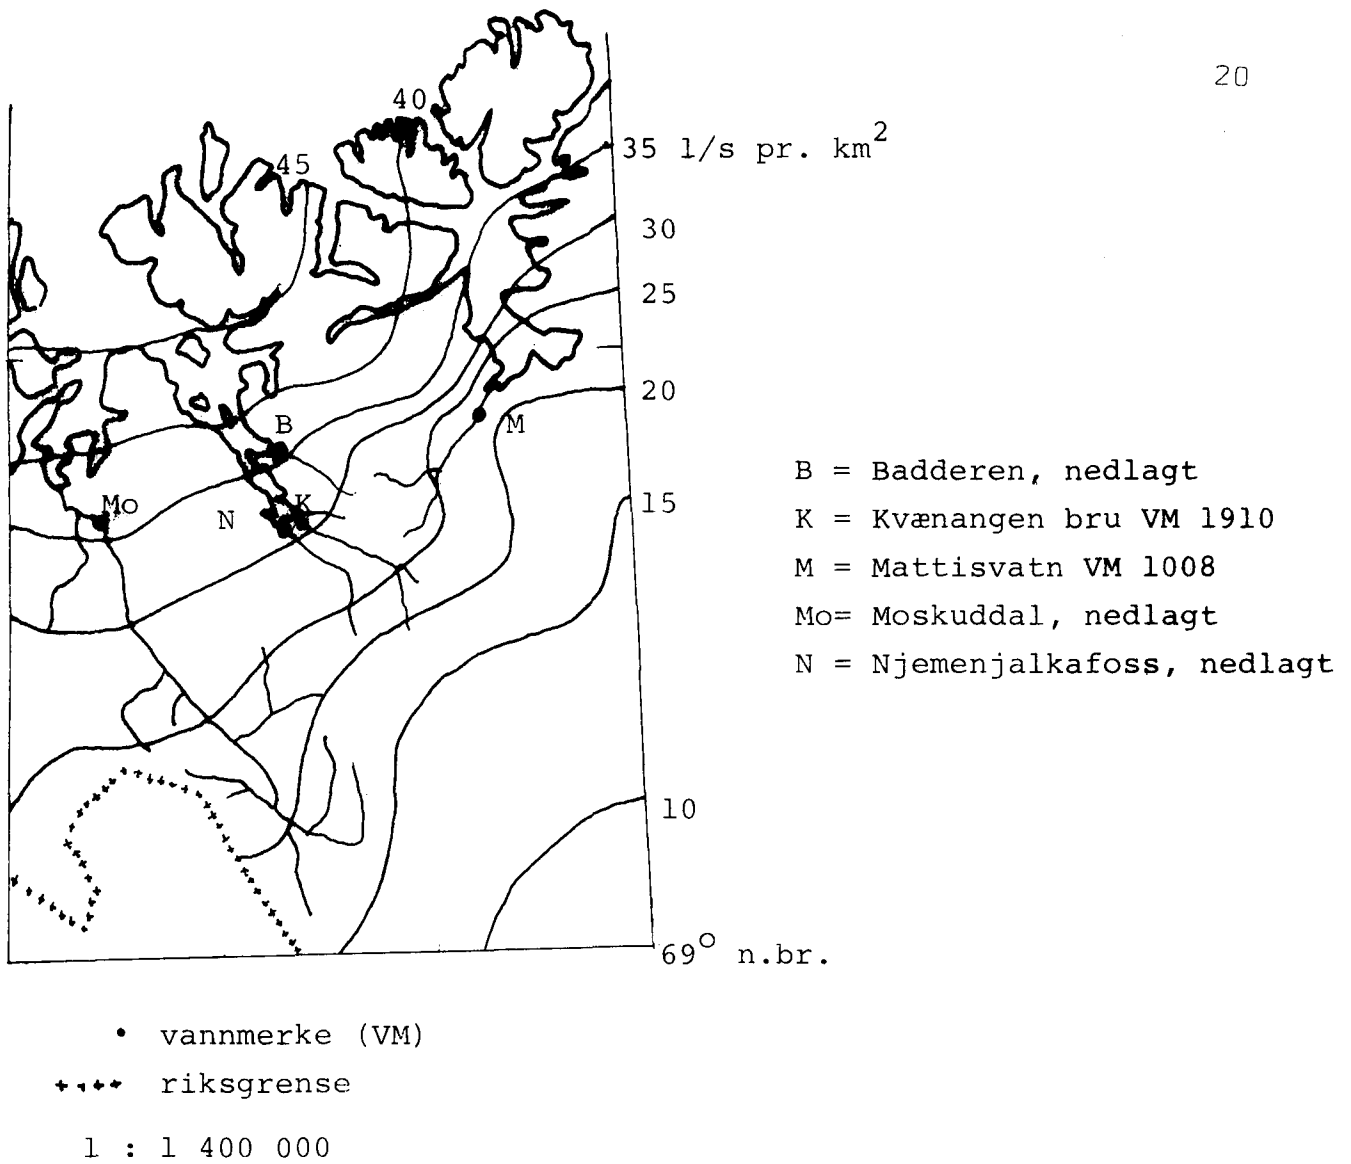 20
40
45
35 l/s pr. km²
30
25
20
15
10
69° n.br.
B
M
Mo
N
K
B = Badderen, nedlagt
K = Kvænangen bru VM 1910
M = Mattisvatn VM 1008
Mo= Moskuddal, nedlagt
N = Njemenjalkafoss, nedlagt
vannmerke (VM)
riksgrense
1 : 1 400 000